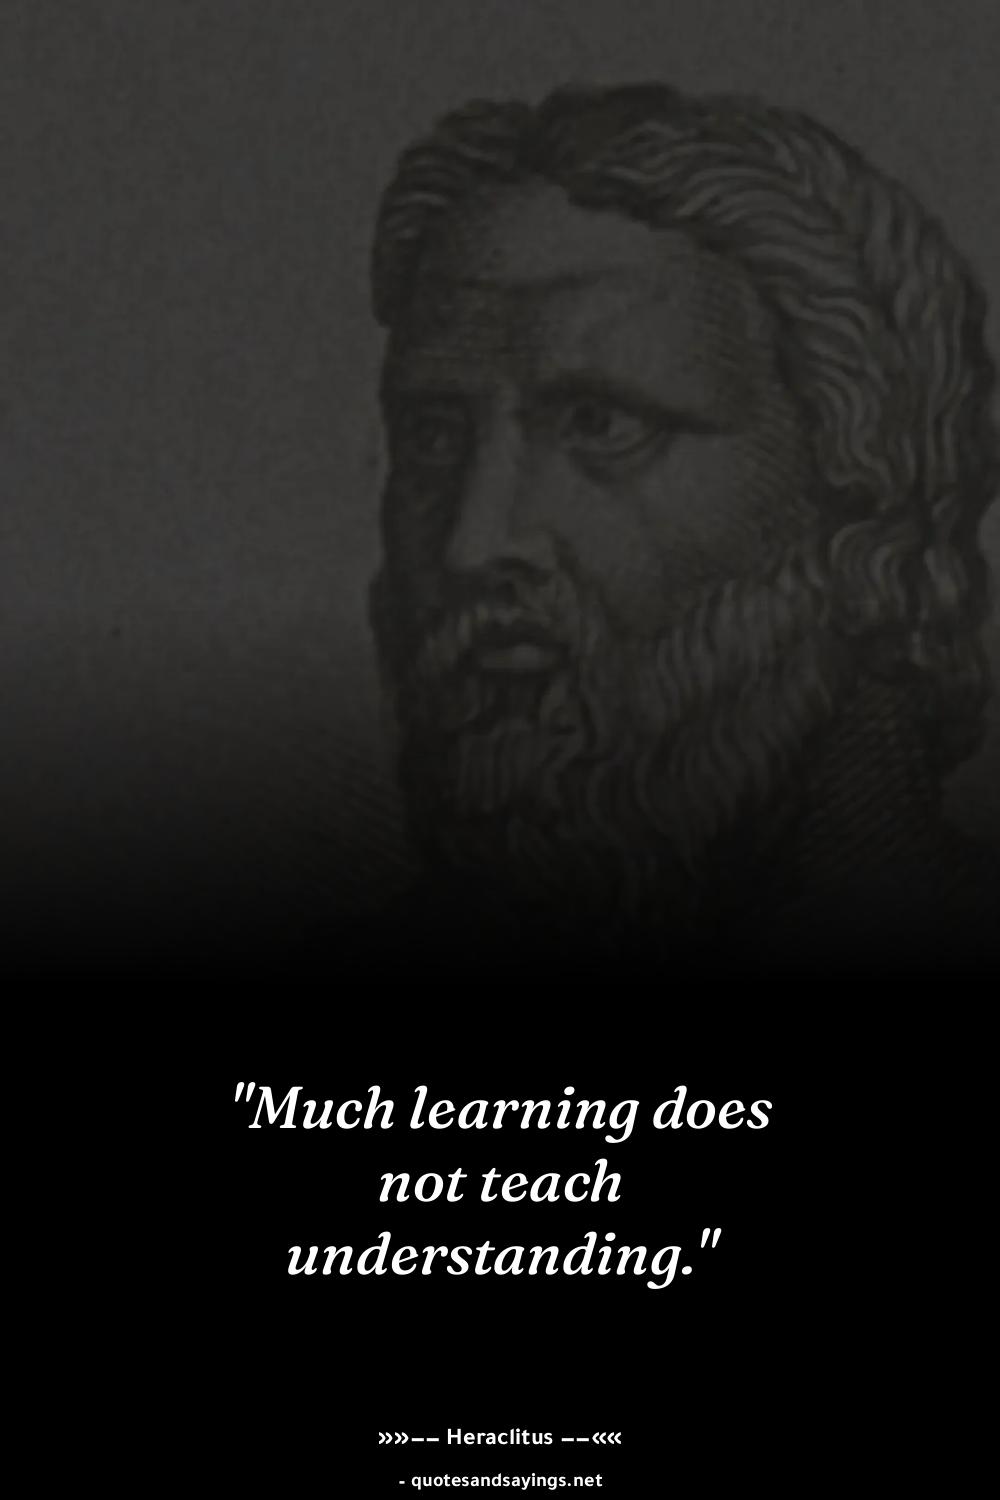 "Much learning does
not teach
understanding."
»»–– Heraclitus ––««
- quotesandsayings.net